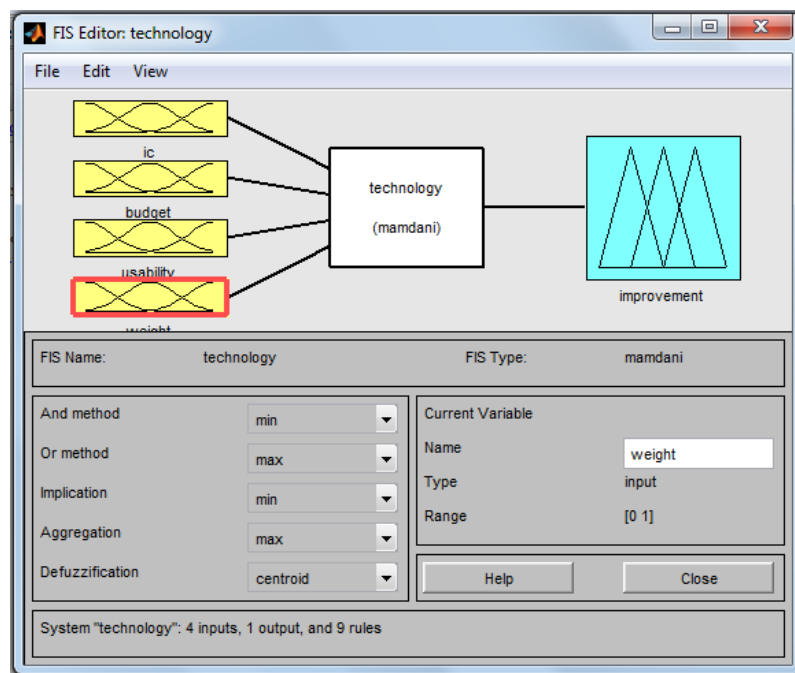 FIS Editor: technology
File Edit View
ic
budget
usability
weight
technology
(mamdani)
improvement
FIS Name: technology FIS Type: mamdani
And method min
Or method max
Implication min
Aggregation max
Defuzzification centroid
Current Variable
Name weight
Type input
Range [0 1]
Help Close
System "technology": 4 inputs, 1 output, and 9 rules